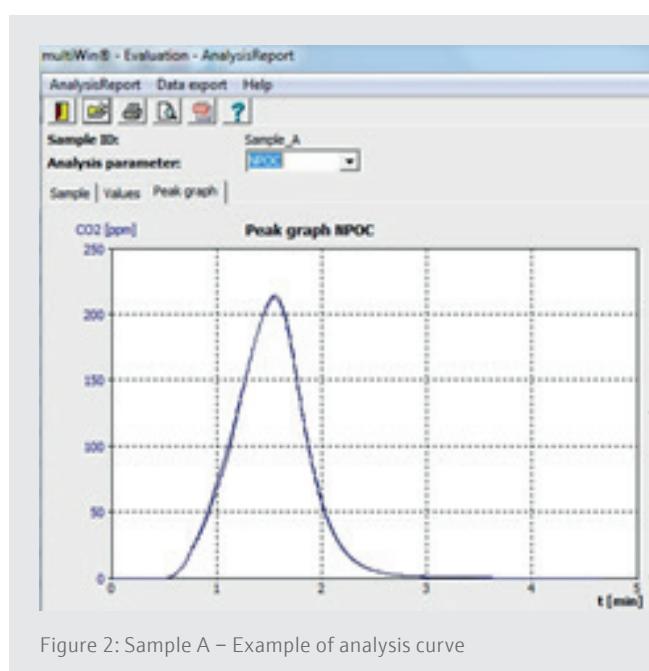 multiWin® - Evaluation - AnalysisReport
AnalysisReport Data export Help
Sample ID: Sample_A
Analysis parameter: NPOC
Sample Values Peak graph
CO2 [ppm] Peak graph NPOC
250
200
150
100
50
0
0 1 2 3 4 5
t [min]
Figure 2: Sample A – Example of analysis curve